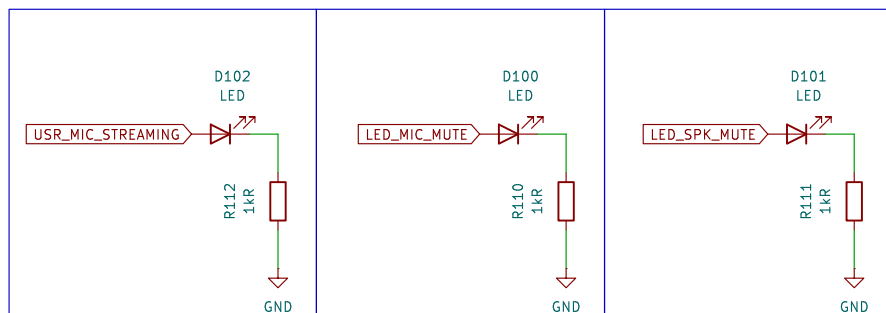 D102
LED
USR_MIC_STREAMING
R112
1kR
GND
D100
LED
LED_MIC_MUTE
R110
1kR
GND
D101
LED
LED_SPK_MUTE
R111
1kR
GND